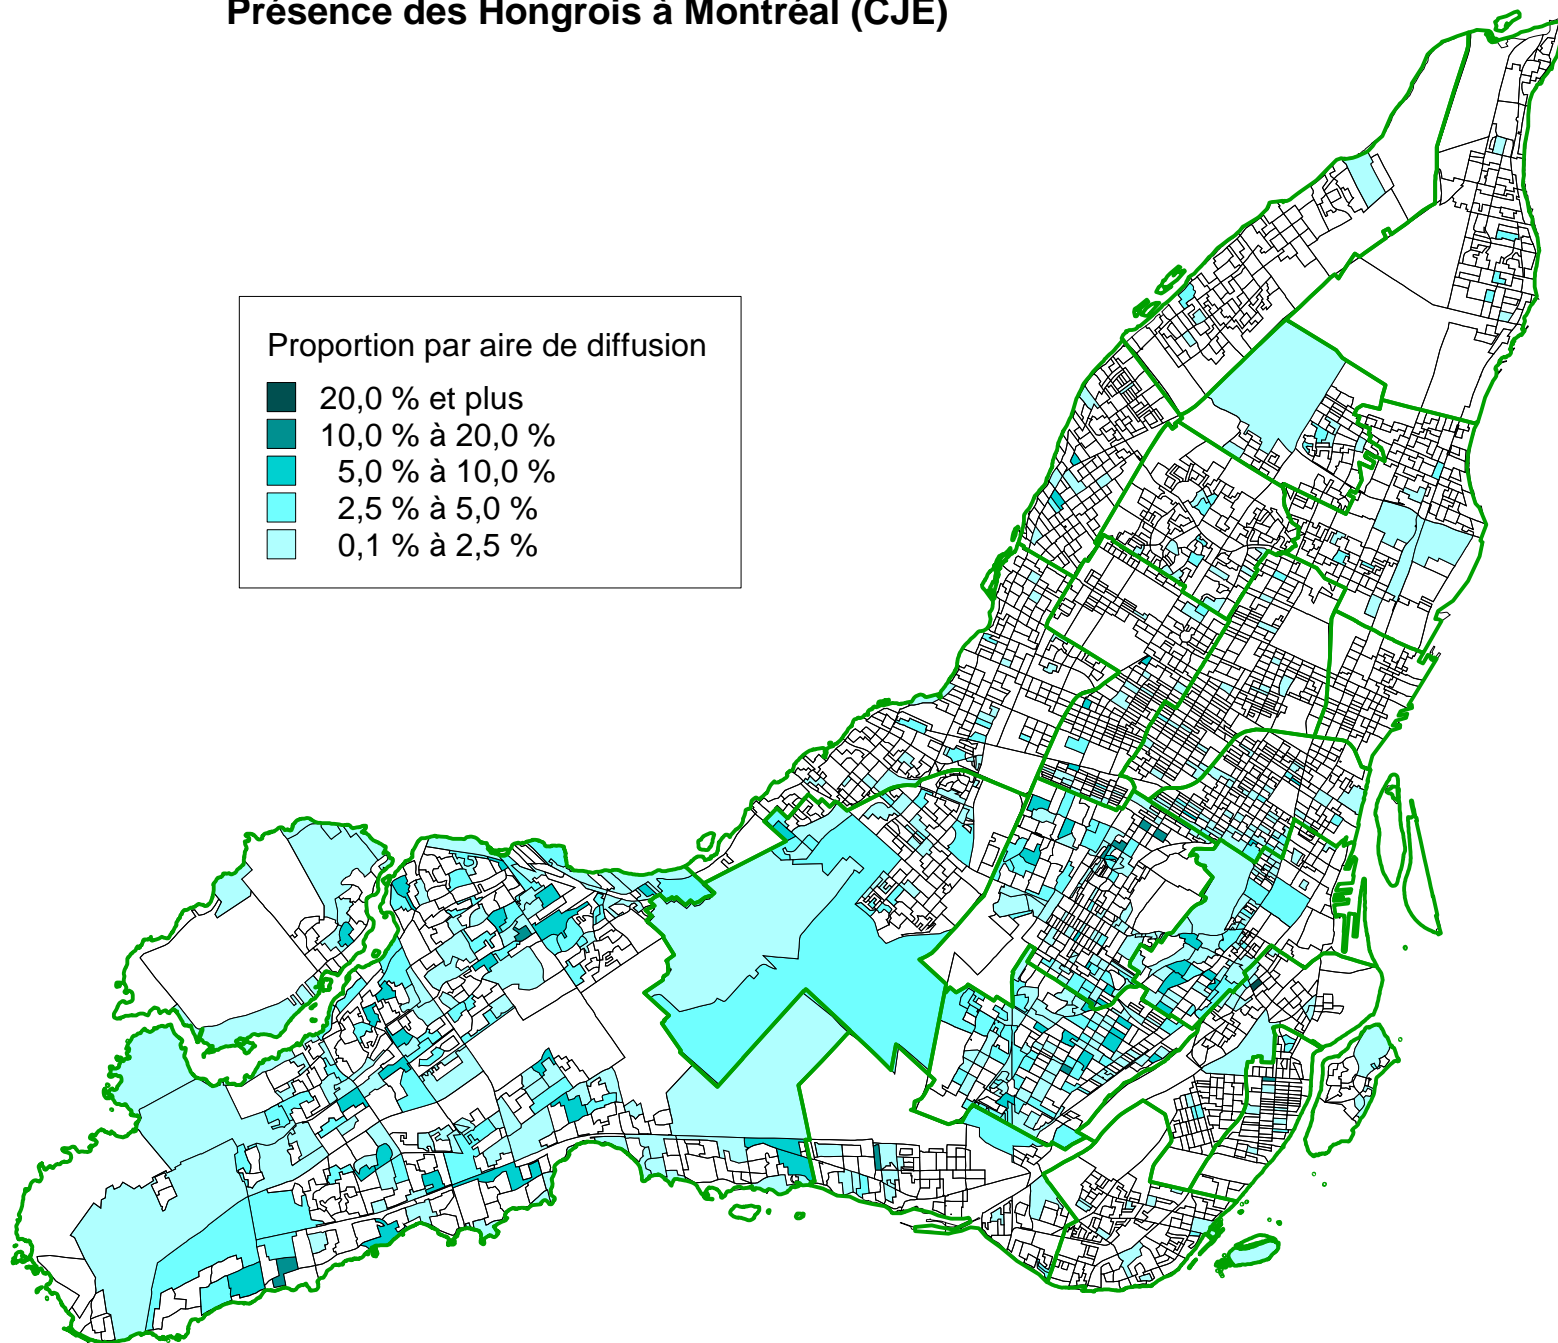 Présence des Hongrois à Montréal (CJE)
Proportion par aire de diffusion
20,0 % et plus
10,0 % à 20,0 %
5,0 % à 10,0 %
2,5 % à 5,0 %
0,1 % à 2,5 %